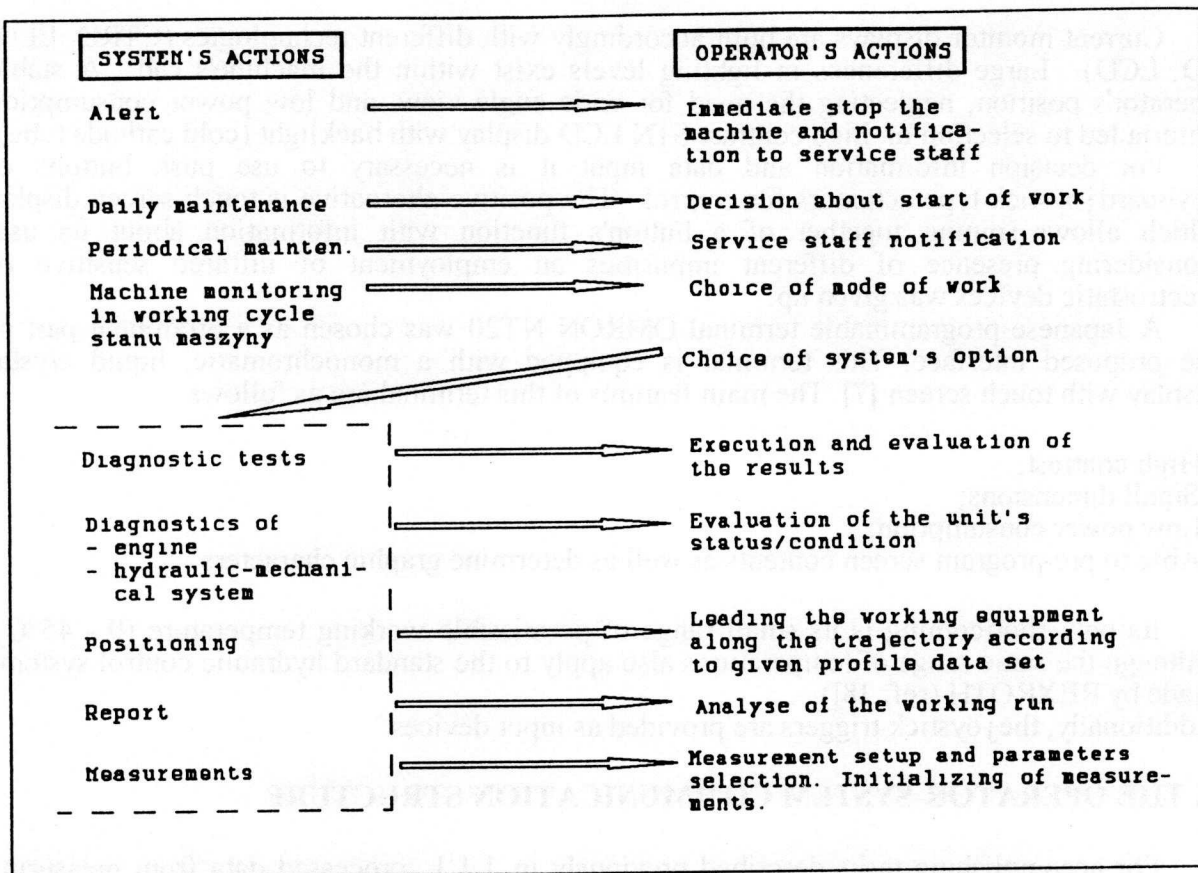 SYSTEM'S ACTIONS
OPERATOR'S ACTIONS
Alert
Immediate stop the
machine and notifica-
tion to service staff
Daily maintenance
Decision about start of work
Periodical mainten.
Service staff notification
Machine monitoring
in working cycle
stanu maszyny
Choice of mode of work
Choice of system's option
Diagnostic tests
Execution and evaluation of
the results
Diagnostics of
- engine
- hydraulic-mechani-
cal system
Evaluation of the unit's
status/condition
Positioning
Leading the working equipment
along the trajectory according
to given profile data set
Report
Analyse of the working run
Measurements
Measurement setup and parameters
selection. Initializing of measure-
ments.